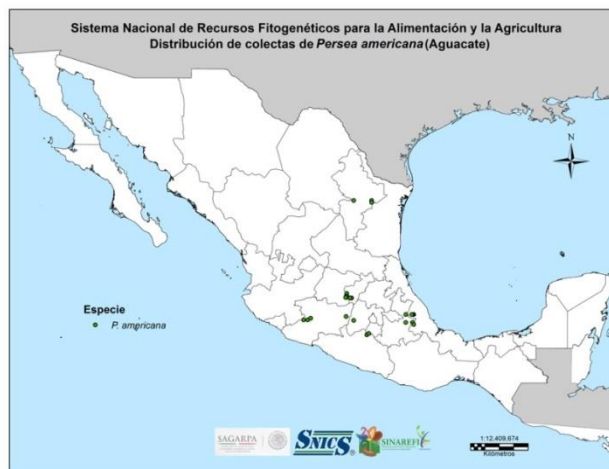 Sistema Nacional de Recursos Fitogenéticos para la Alimentación y la Agricultura
Distribución de colectas de Persea americana(Aguacate)
N
Especie
P. americana
SAGARPA
SNICS®
SINAREFI
1:12,409,674
Kilómetros